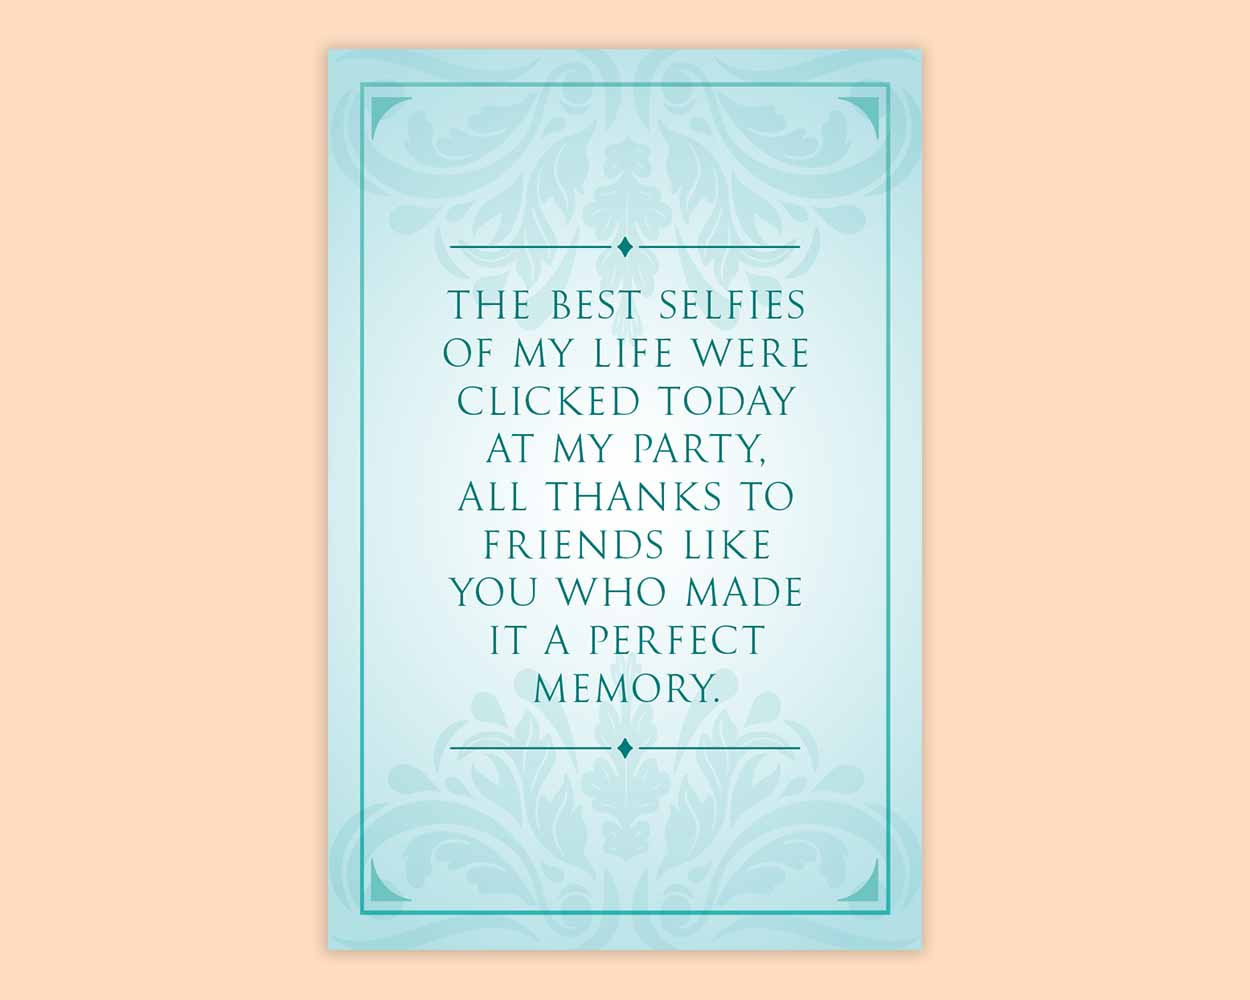 THE BEST SELFIES
OF MY LIFE WERE
CLICKED TODAY
AT MY PARTY,
ALL THANKS TO
FRIENDS LIKE
YOU WHO MADE
IT A PERFECT
MEMORY.